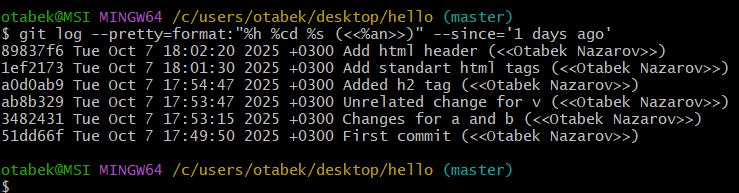 otabek@MSI MINGW64 /c/users/otabek/desktop/hello (master)
$ git log --pretty=format:"%h %cd %s (<<%an>>)" --since='1 days ago'
89837f6 Tue Oct 7 18:02:20 2025 +0300 Add html header (<<Otabek Nazarov>>)
1ef2173 Tue Oct 7 18:01:30 2025 +0300 Add standart html tags (<<Otabek Nazarov>>)
a0d0ab9 Tue Oct 7 17:54:47 2025 +0300 Added h2 tag (<<Otabek Nazarov>>)
ab8b329 Tue Oct 7 17:53:47 2025 +0300 Unrelated change for v (<<Otabek Nazarov>>)
3482431 Tue Oct 7 17:53:15 2025 +0300 Changes for a and b (<<Otabek Nazarov>>)
51dd66f Tue Oct 7 17:49:50 2025 +0300 First commit (<<Otabek Nazarov>>)
otabek@MSI MINGW64 /c/users/otabek/desktop/hello (master)
$